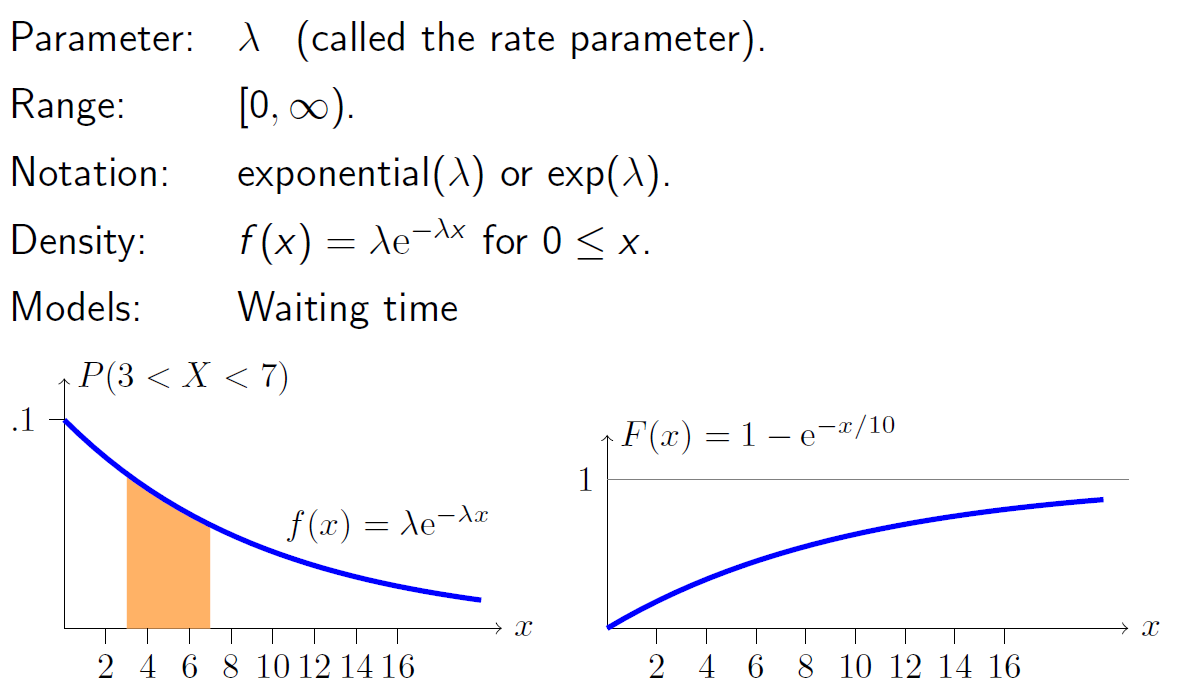 Parameter: λ (called the rate parameter).
Range: [0, ∞).
Notation: exponential(λ) or exp(λ).
Density: f(x) = λe^{−λx} for 0 ≤ x.
Models: Waiting time
P(3 < X < 7)
.1
f(x) = λe^{−λx}
x
2 4 6 8 10 12 14 16
F(x) = 1 − e^{−x/10}
1
x
2 4 6 8 10 12 14 16